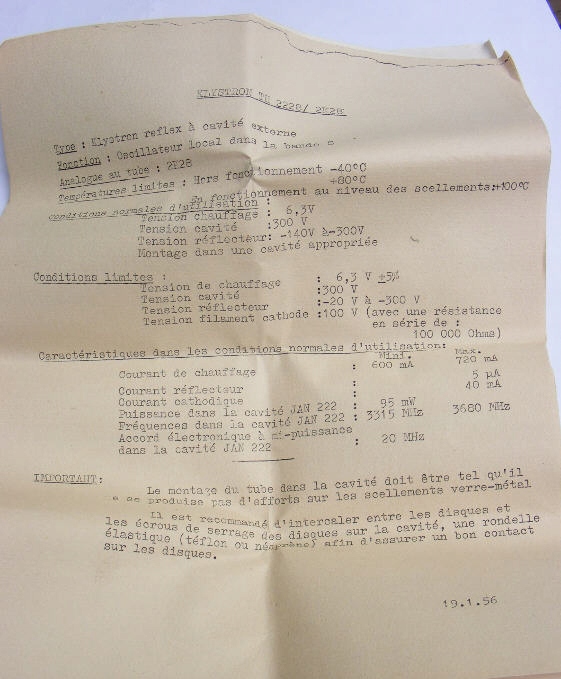 KLYSTRON TH 2228/ 2K28
Type : Klystron reflex à cavité externe
Fonction : Oscillateur local dans la bande S
Analogue au tube : 2K28
Températures limites : Hors fonctionnement -40°C
+80°C
En fonctionnement au niveau des scellements:+100°C
conditions normales d'utilisation :
Tension chauffage : 6,3V
Tension cavité :300 V
Tension réflecteur: -140V à-300V
Montage dans une cavité appropriée
Conditions limites :
Tension de chauffage : 6,3 V ±5%
Tension cavité :300 V
Tension réflecteur :-20 V à -300 V
Tension filament cathode :100 V (avec une résistance
en série de :
100 000 Ohms)
Caractéristiques dans les conditions normales d'utilisation:
Mini. Max.
Courant de chauffage : 600 mA 720 mA
Courant réflecteur : 5 µA
Courant cathodique : 40 mA
Puissance dans la cavité JAN 222 : 95 mW
Fréquences dans la cavité JAN 222 : 3315 MHz 3680 MHz
Accord électronique à mi-puissance
dans la cavité JAN 222 : 20 MHz
IMPORTANT:
Le montage du tube dans la cavité doit être tel qu'il
ne se produise pas d'efforts sur les scellements verre-métal
Il est recommandé d'intercaler entre les disques et
les écrous de serrage des disques sur la cavité, une rondelle
élastique (téflon ou néoprène) afin d'assurer un bon contact
sur les disques.
19.1.56